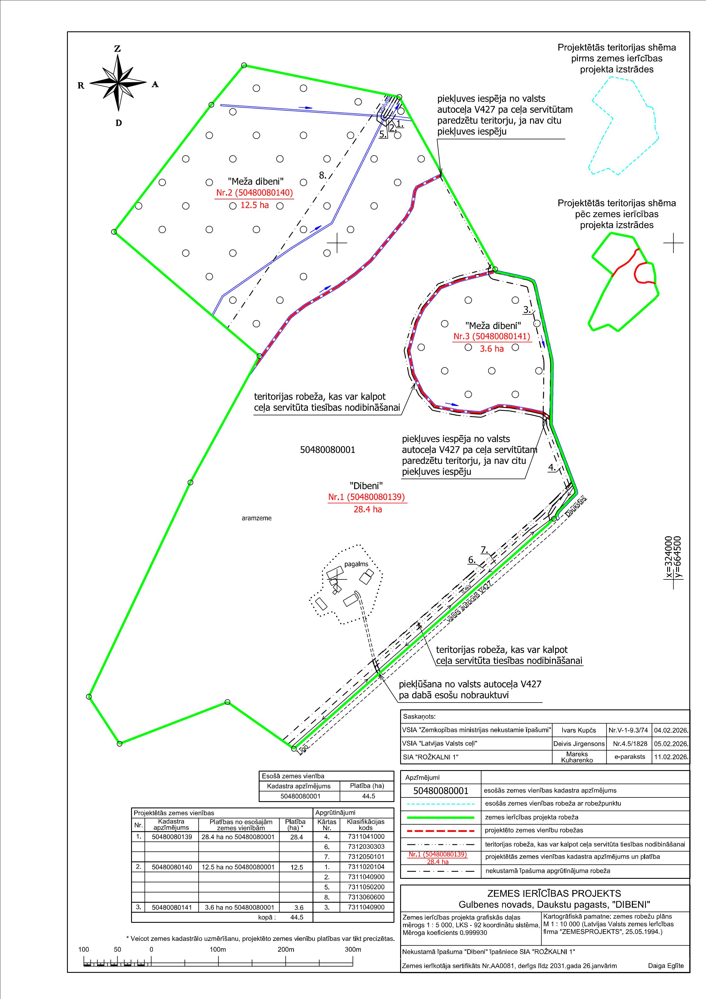 Z
R
A
D
Projektētās teritorijas shēma
pirms zemes ierīcības
projekta izstrādes
piekļuves iespēja no valsts
autoceļa V427 pa ceļa servitūtam
paredzētu teritorju, ja nav citu
piekļuves iespēju
Gružupīte
1.
2.
5.
8.
"Meža dibeni"
Nr.2 (50480080140)
12.5 ha
Projektētās teritorijas shēma
pēc zemes ierīcības
projekta izstrādes
3.
"Meža dibeni"
Nr.3 (50480080141)
3.6 ha
teritorijas robeža, kas var kalpot
ceļa servitūta tiesības nodibināšanai
50480080001
piekļuves iespēja no valsts
autoceļa V427 pa ceļa servitūtam
paredzētu teritorju, ja nav citu
piekļuves iespēju
4.
"Dibeni"
Nr.1 (50480080139)
28.4 ha
aramzeme
Daukstes
pagalms
7.
6.
0.4kV
valsts autoceļš V427
x=324000
y=664500
teritorijas robeža, kas var kalpot
ceļa servitūta tiesības nodibināšanai
piekļūšana no valsts autoceļa V427
pa dabā esošu nobrauktuvi
Līgo
Saskaņots:
VSIA "Zemkopības ministrijas nekustamie īpašumi" Ivars Kupčs Nr.V-1-9.3/74 04.02.2026.
VSIA "Latvijas Valsts ceļi" Deivis Jirgensons Nr.4.5/1828 05.02.2026.
SIA "ROŽKALNI 1" Mareks Kuharenko e-paraksts 11.02.2026.
Esošā zemes vienība
Kadastra apzīmējums Platība (ha)
50480080001 44.5
Apzīmējumi
50480080001 esošās zemes vienības kadastra apzīmējums
esošās zemes vienības robeža ar robežpunktu
zemes ierīcības projekta robeža
projektēto zemes vienību robežas
teritorijas robeža, kas var kalpot ceļa servitūta tiesības nodibināšanai
Nr.1 (50480080139)
28.4 ha
projektētās zemes vienības kadastra apzīmējums un platība
nekustamā īpašuma apgrūtinājuma robeža
Projektētās zemes vienības Apgrūtinājumi
Nr. Kadastra apzīmējums Platības no esošajām zemes vienībām Platība (ha) * Kārtas Nr. Klasifikācijas kods
1. 50480080139 28.4 ha no 50480080001 28.4 4. 7311041000
6. 7312030303
7. 7312050101
2. 50480080140 12.5 ha no 50480080001 12.5 1. 7311020104
2. 7311040900
5. 7311050200
8. 7313060600
3. 50480080141 3.6 ha no 50480080001 3.6 3. 7311040900
kopā : 44.5
* Veicot zemes kadastrālo uzmērīšanu, projektēto zemes vienību platības var tikt precizētas.
100 50 0 100m 200m 300m
ZEMES IERĪCĪBAS PROJEKTS
Gulbenes novads, Daukstu pagasts, "DIBENI"
Zemes ierīcības projekta grafiskās daļas
mērogs 1 : 5 000, LKS - 92 koordinātu sistēma,
Mēroga koeficients 0.999930
Kartogrāfiskā pamatne: zemes robežu plāns
M 1 : 10 000 (Latvijas Valsts zemes ierīcības
firma "ZEMESPROJEKTS", 25.05.1994.)
Nekustamā īpašuma "Dibeni" īpašniece SIA "ROŽKALNI 1"
Zemes ierīkotāja sertifikāts Nr.AA0081, derīgs līdz 2031.gada 26.janvārim Daiga Eglīte